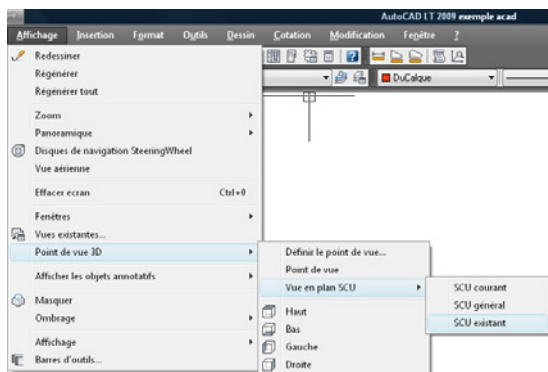 AutoCAD LT 2009 exemple acad
Affichage Insertion Format Outils Dessin Cotation Modification Fenêtre ?
DuCalque
Redessiner
Régénérer
Régénérer tout
Zoom
Panoramique
Disques de navigation SteeringWheel
Vue aérienne
Effacer écran Ctrl+0
Fenêtres
Vues existantes...
Point de vue 3D
Afficher les objets annotatifs
Masquer
Ombrage
Affichage
Barres d'outils...
Définir le point de vue...
Point de vue
Vue en plan SCU
Haut
Bas
Gauche
Droite
SCU courant
SCU général
SCU existant